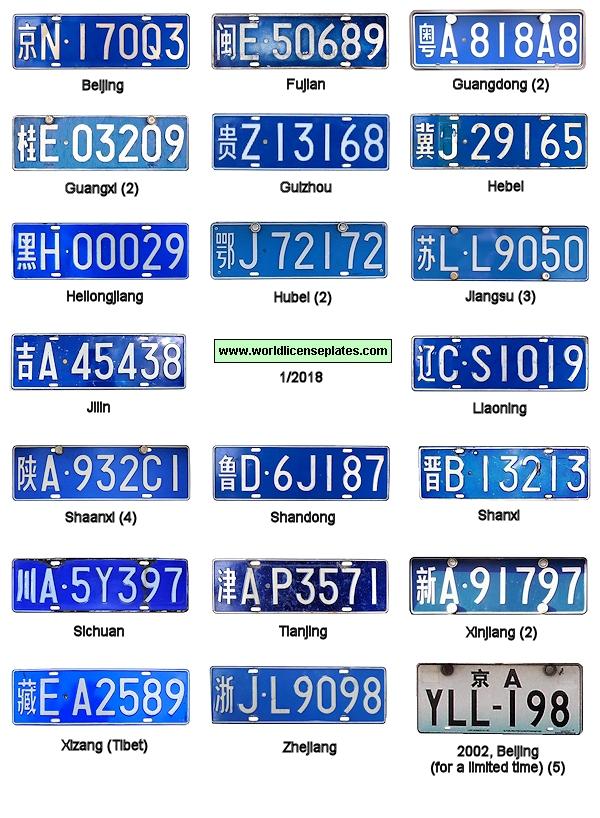 京N·170Q3
闽E·50689
粤A·818A8
Beijing
Fujian
Guangdong (2)
桂E·03209
贵Z·13168
冀J·29165
Guangxi (2)
Guizhou
Hebei
黑H·00029
鄂J·72172
苏L·L9050
Heilongjiang
Hubei (2)
Jiangsu (3)
吉A·45438
www.worldlicenseplates.com
辽C·S1019
1/2018
Jilin
Liaoning
陕A·932C1
鲁D·6J187
晋B·13213
Shaanxi (4)
Shandong
Shanxi
川A·5Y397
津A·P3571
新A·91797
Sichuan
Tianjing
Xinjiang (2)
藏E·A2589
浙J·L9098
京A
YLL-198
Xizang (Tibet)
Zhejiang
2002, Beijing
(for a limited time) (5)